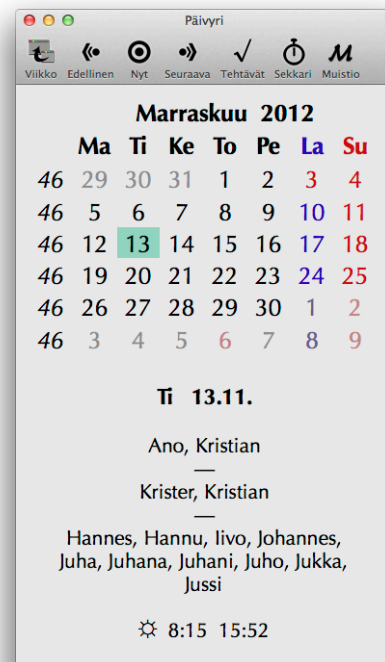 Päivyri
Viikko Edellinen Nyt Seuraava Tehtävät Sekkari Muistio
Marraskuu 2012
Ma Ti Ke To Pe La Su
46 29 30 31 1 2 3 4
46 5 6 7 8 9 10 11
46 12 13 14 15 16 17 18
46 19 20 21 22 23 24 25
46 26 27 28 29 30 1 2
46 3 4 5 6 7 8 9
Ti 13.11.
Ano, Kristian
—
Krister, Kristian
—
Hannes, Hannu, Iivo, Johannes,
Juha, Juhana, Juhani, Juho, Jukka,
Jussi
8:15 15:52